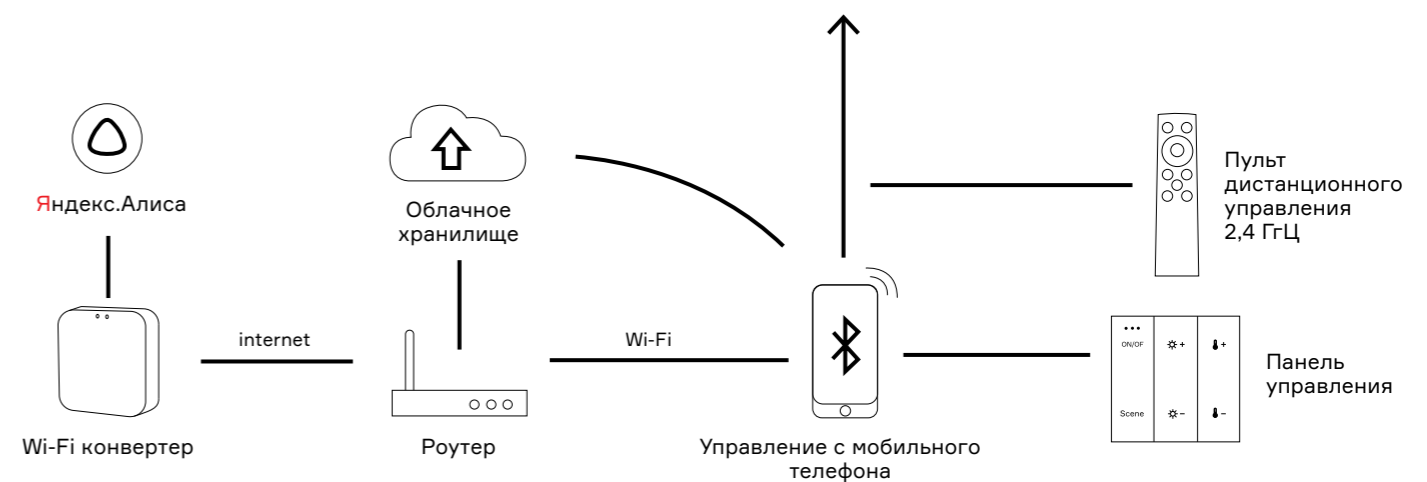 Яндекс.Алиса
Облачное
хранилище
Пульт
дистанционного
управления
2,4 ГгЦ
internet
Wi-Fi
ON/OF
+
+
Scene
−
−
Панель
управления
Wi-Fi конвертер
Роутер
Управление с мобильного
телефона